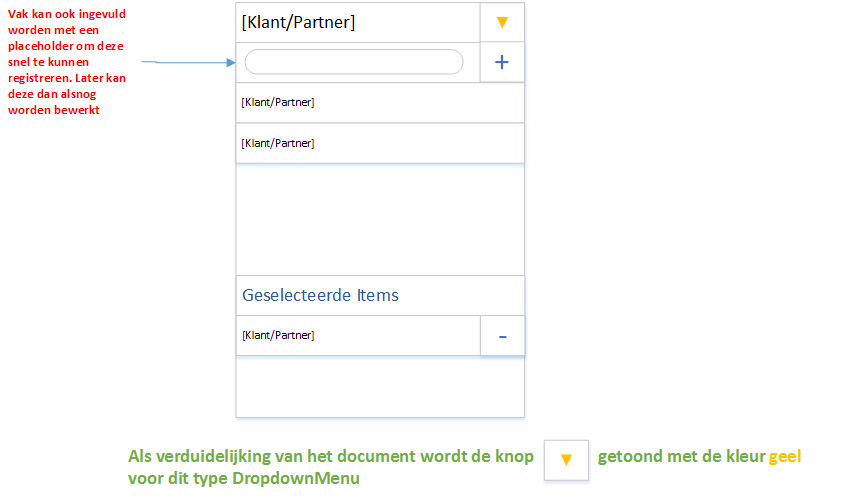 Vak kan ook ingevuld
worden met een
placeholder om deze
snel te kunnen
registreren. Later kan
deze dan alsnog
worden bewerkt
[Klant/Partner]
▼
+
[Klant/Partner]
[Klant/Partner]
Geselecteerde Items
[Klant/Partner]
-
Als verduidelijking van het document wordt de knop ▼ getoond met de kleur geel
voor dit type DropdownMenu